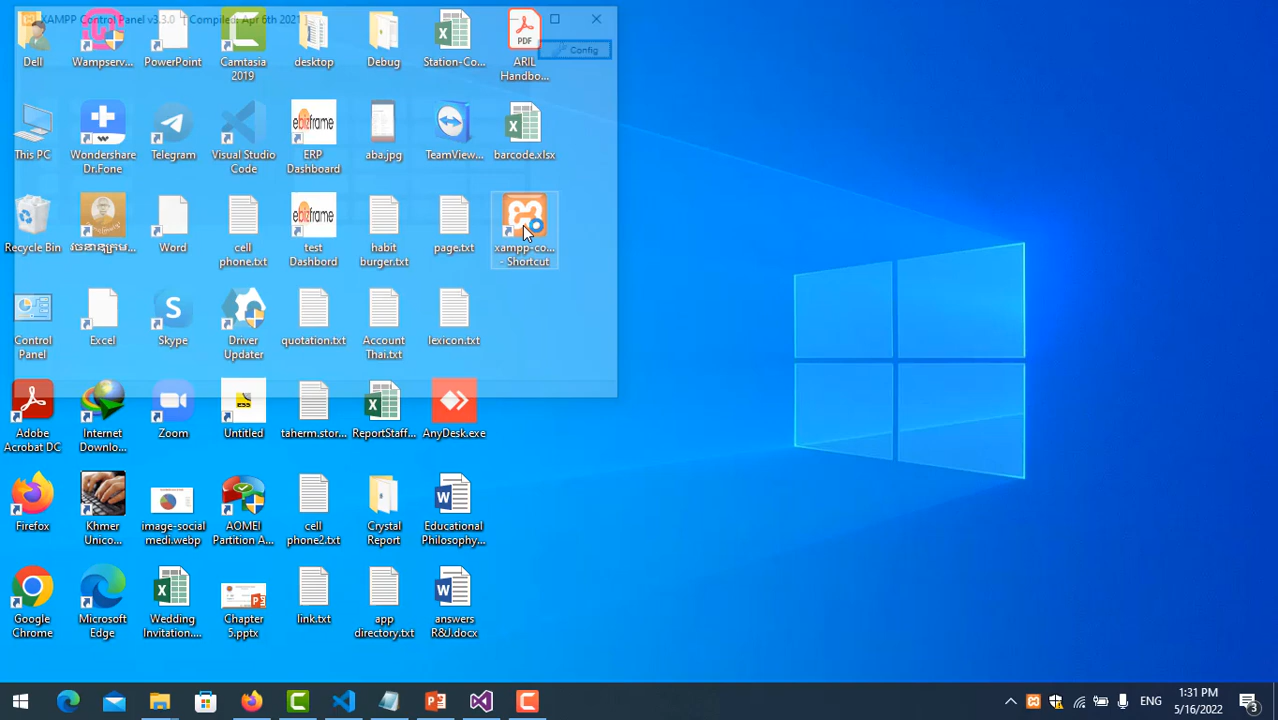 XAMPP Control Panel v3.3.0 [ Compiled: Apr 6th 2021 ]
Config
Dell
Wampserv...
PowerPoint
Camtasia
2019
desktop
Debug
Station-Co...
PDF
ARIL
Handbo...
This PC
Wondershare
Dr.Fone
Telegram
Visual Studio
Code
ebizframe
ERP
Dashboard
aba.jpg
TeamView...
barcode.xlsx
Recycle Bin
Word
cell
phone.txt
ebizframe
test
Dashbord
habit
burger.txt
page.txt
xampp-co...
- Shortcut
Control
Panel
Excel
Skype
Driver
Updater
quotation.txt
Account
Thai.txt
lexicon.txt
Adobe
Acrobat DC
Internet
Downlo...
Zoom
Untitled
taherm.stor...
ReportStaff...
AnyDesk.exe
Firefox
Khmer
Unico...
image-social
medi.webp
AOMEI
Partition A...
cell
phone2.txt
Crystal
Report
Educational
Philosophy...
Google
Chrome
Microsoft
Edge
Wedding
Invitation....
Chapter
5.pptx
link.txt
app
directory.txt
answers
R&J.docx
ENG
1:31 PM
5/16/2022
3